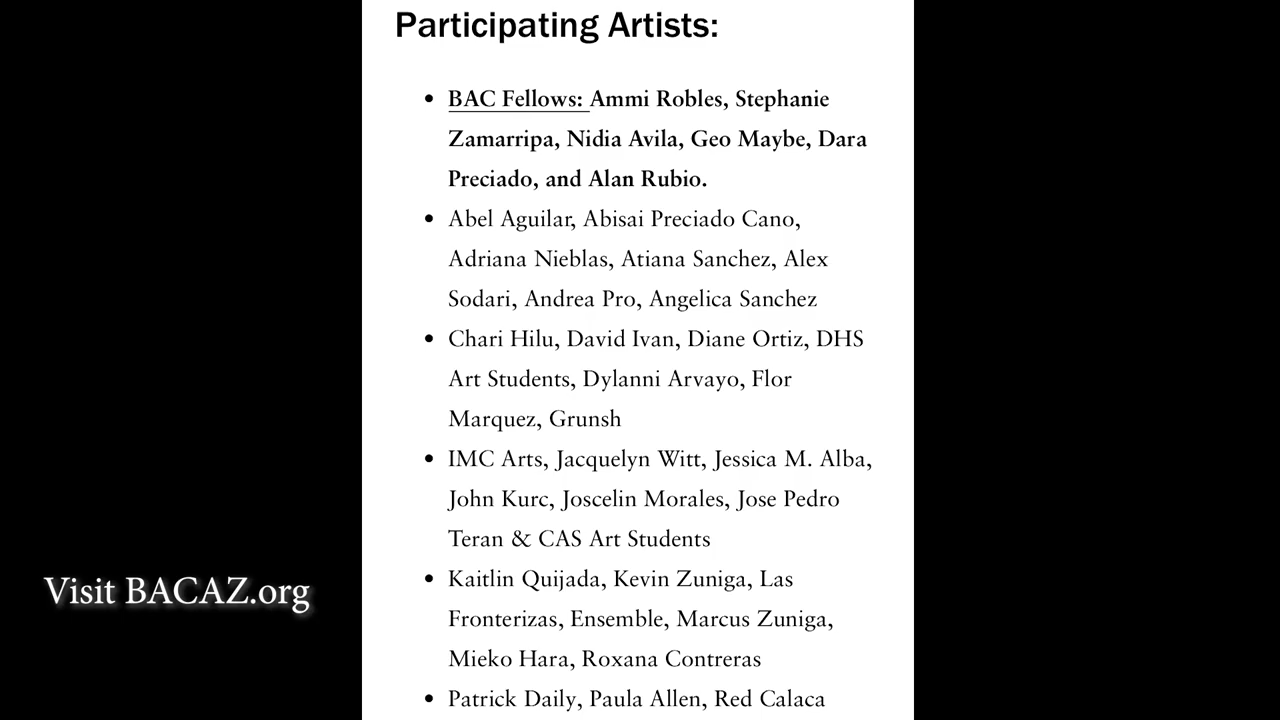 Participating Artists:
• BAC Fellows: Ammi Robles, Stephanie
Zamarripa, Nidia Avila, Geo Maybe, Dara
Preciado, and Alan Rubio.
• Abel Aguilar, Abisai Preciado Cano,
Adriana Nieblas, Atiana Sanchez, Alex
Sodari, Andrea Pro, Angelica Sanchez
• Chari Hilu, David Ivan, Diane Ortiz, DHS
Art Students, Dylanni Arvayo, Flor
Marquez, Grunsh
• IMC Arts, Jacquelyn Witt, Jessica M. Alba,
John Kurc, Joscelin Morales, Jose Pedro
Teran & CAS Art Students
• Kaitlin Quijada, Kevin Zuniga, Las
Fronterizas, Ensemble, Marcus Zuniga,
Mieko Hara, Roxana Contreras
• Patrick Daily, Paula Allen, Red Calaca
Visit BACAZ.org